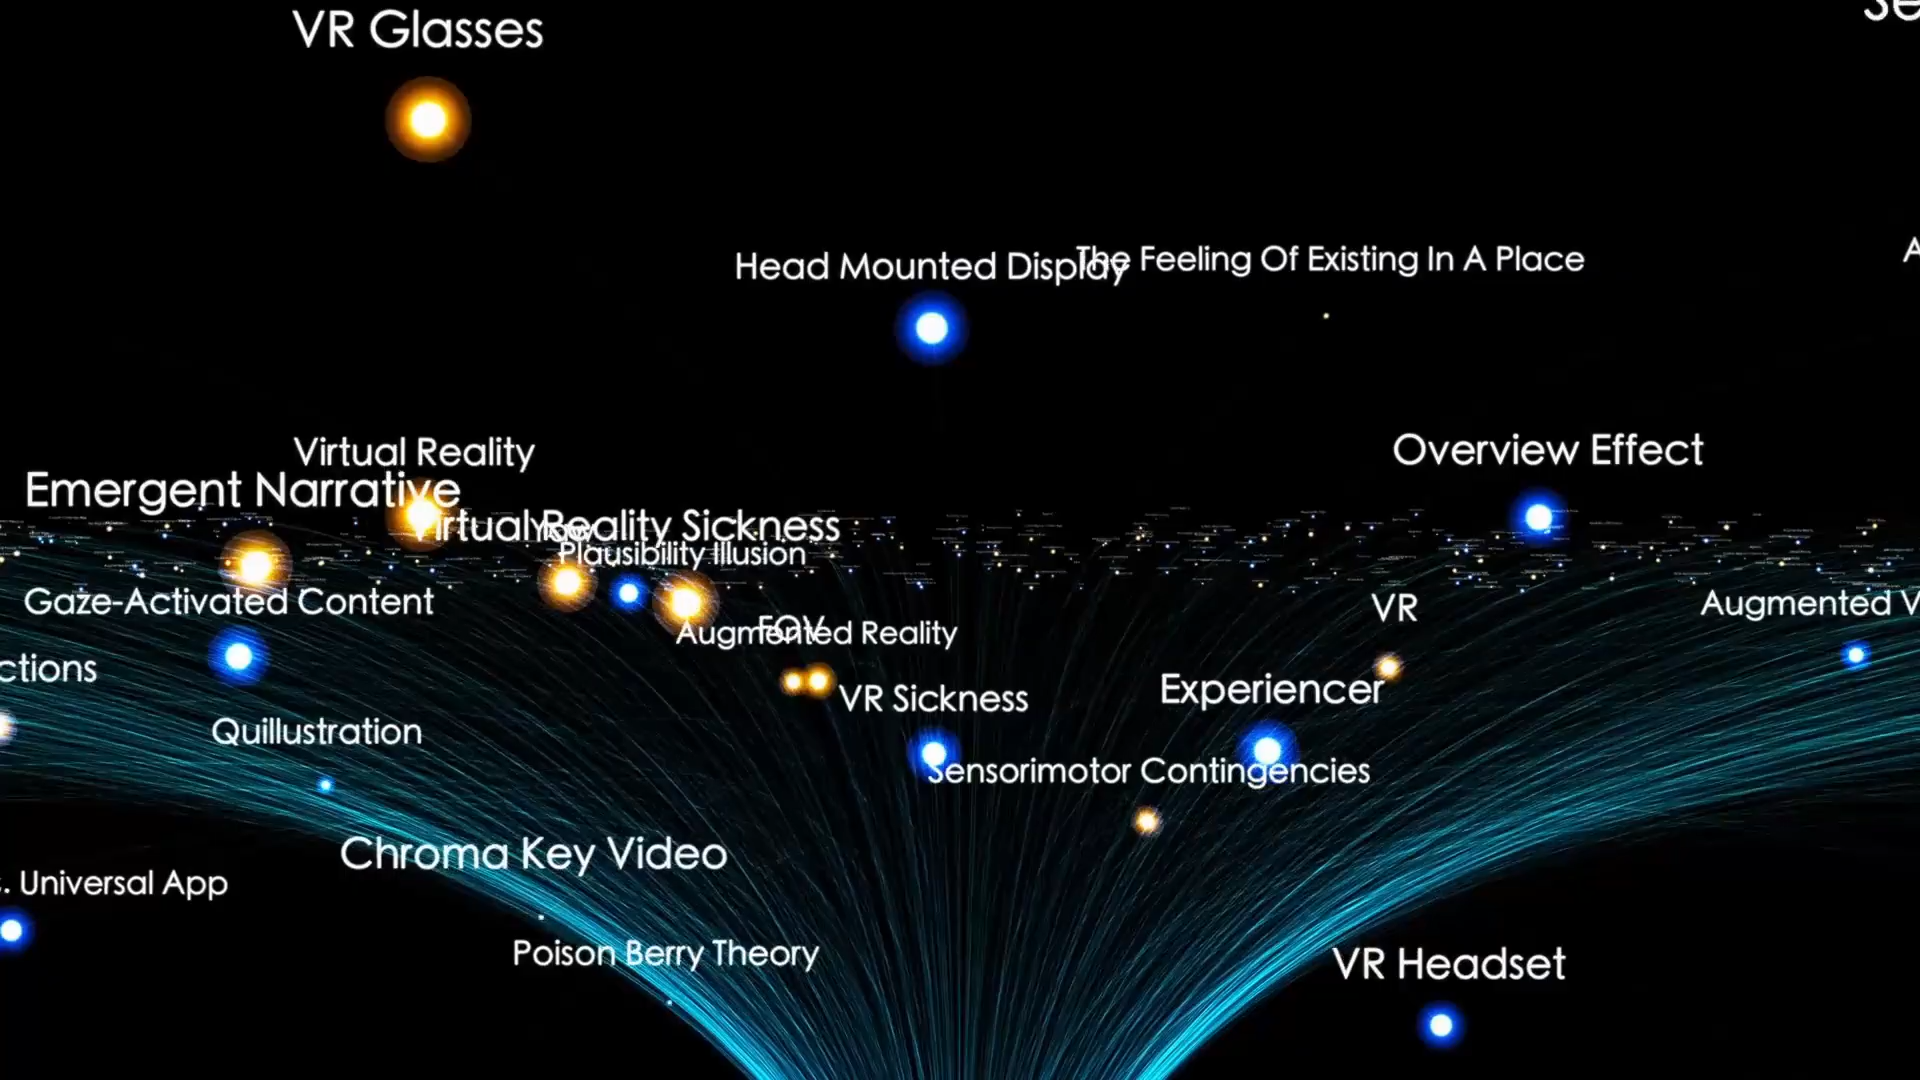 VR Glasses
Head Mounted Display
The Feeling Of Existing In A Place
Virtual Reality
Overview Effect
Emergent Narrative
Virtual Reality Sickness
Plausibility Illusion
Gaze-Activated Content
VR
Augmented V
FOV
Augmented Reality
ctions
VR Sickness
Experiencer
Quillustration
Sensorimotor Contingencies
Chroma Key Video
. Universal App
Poison Berry Theory
VR Headset